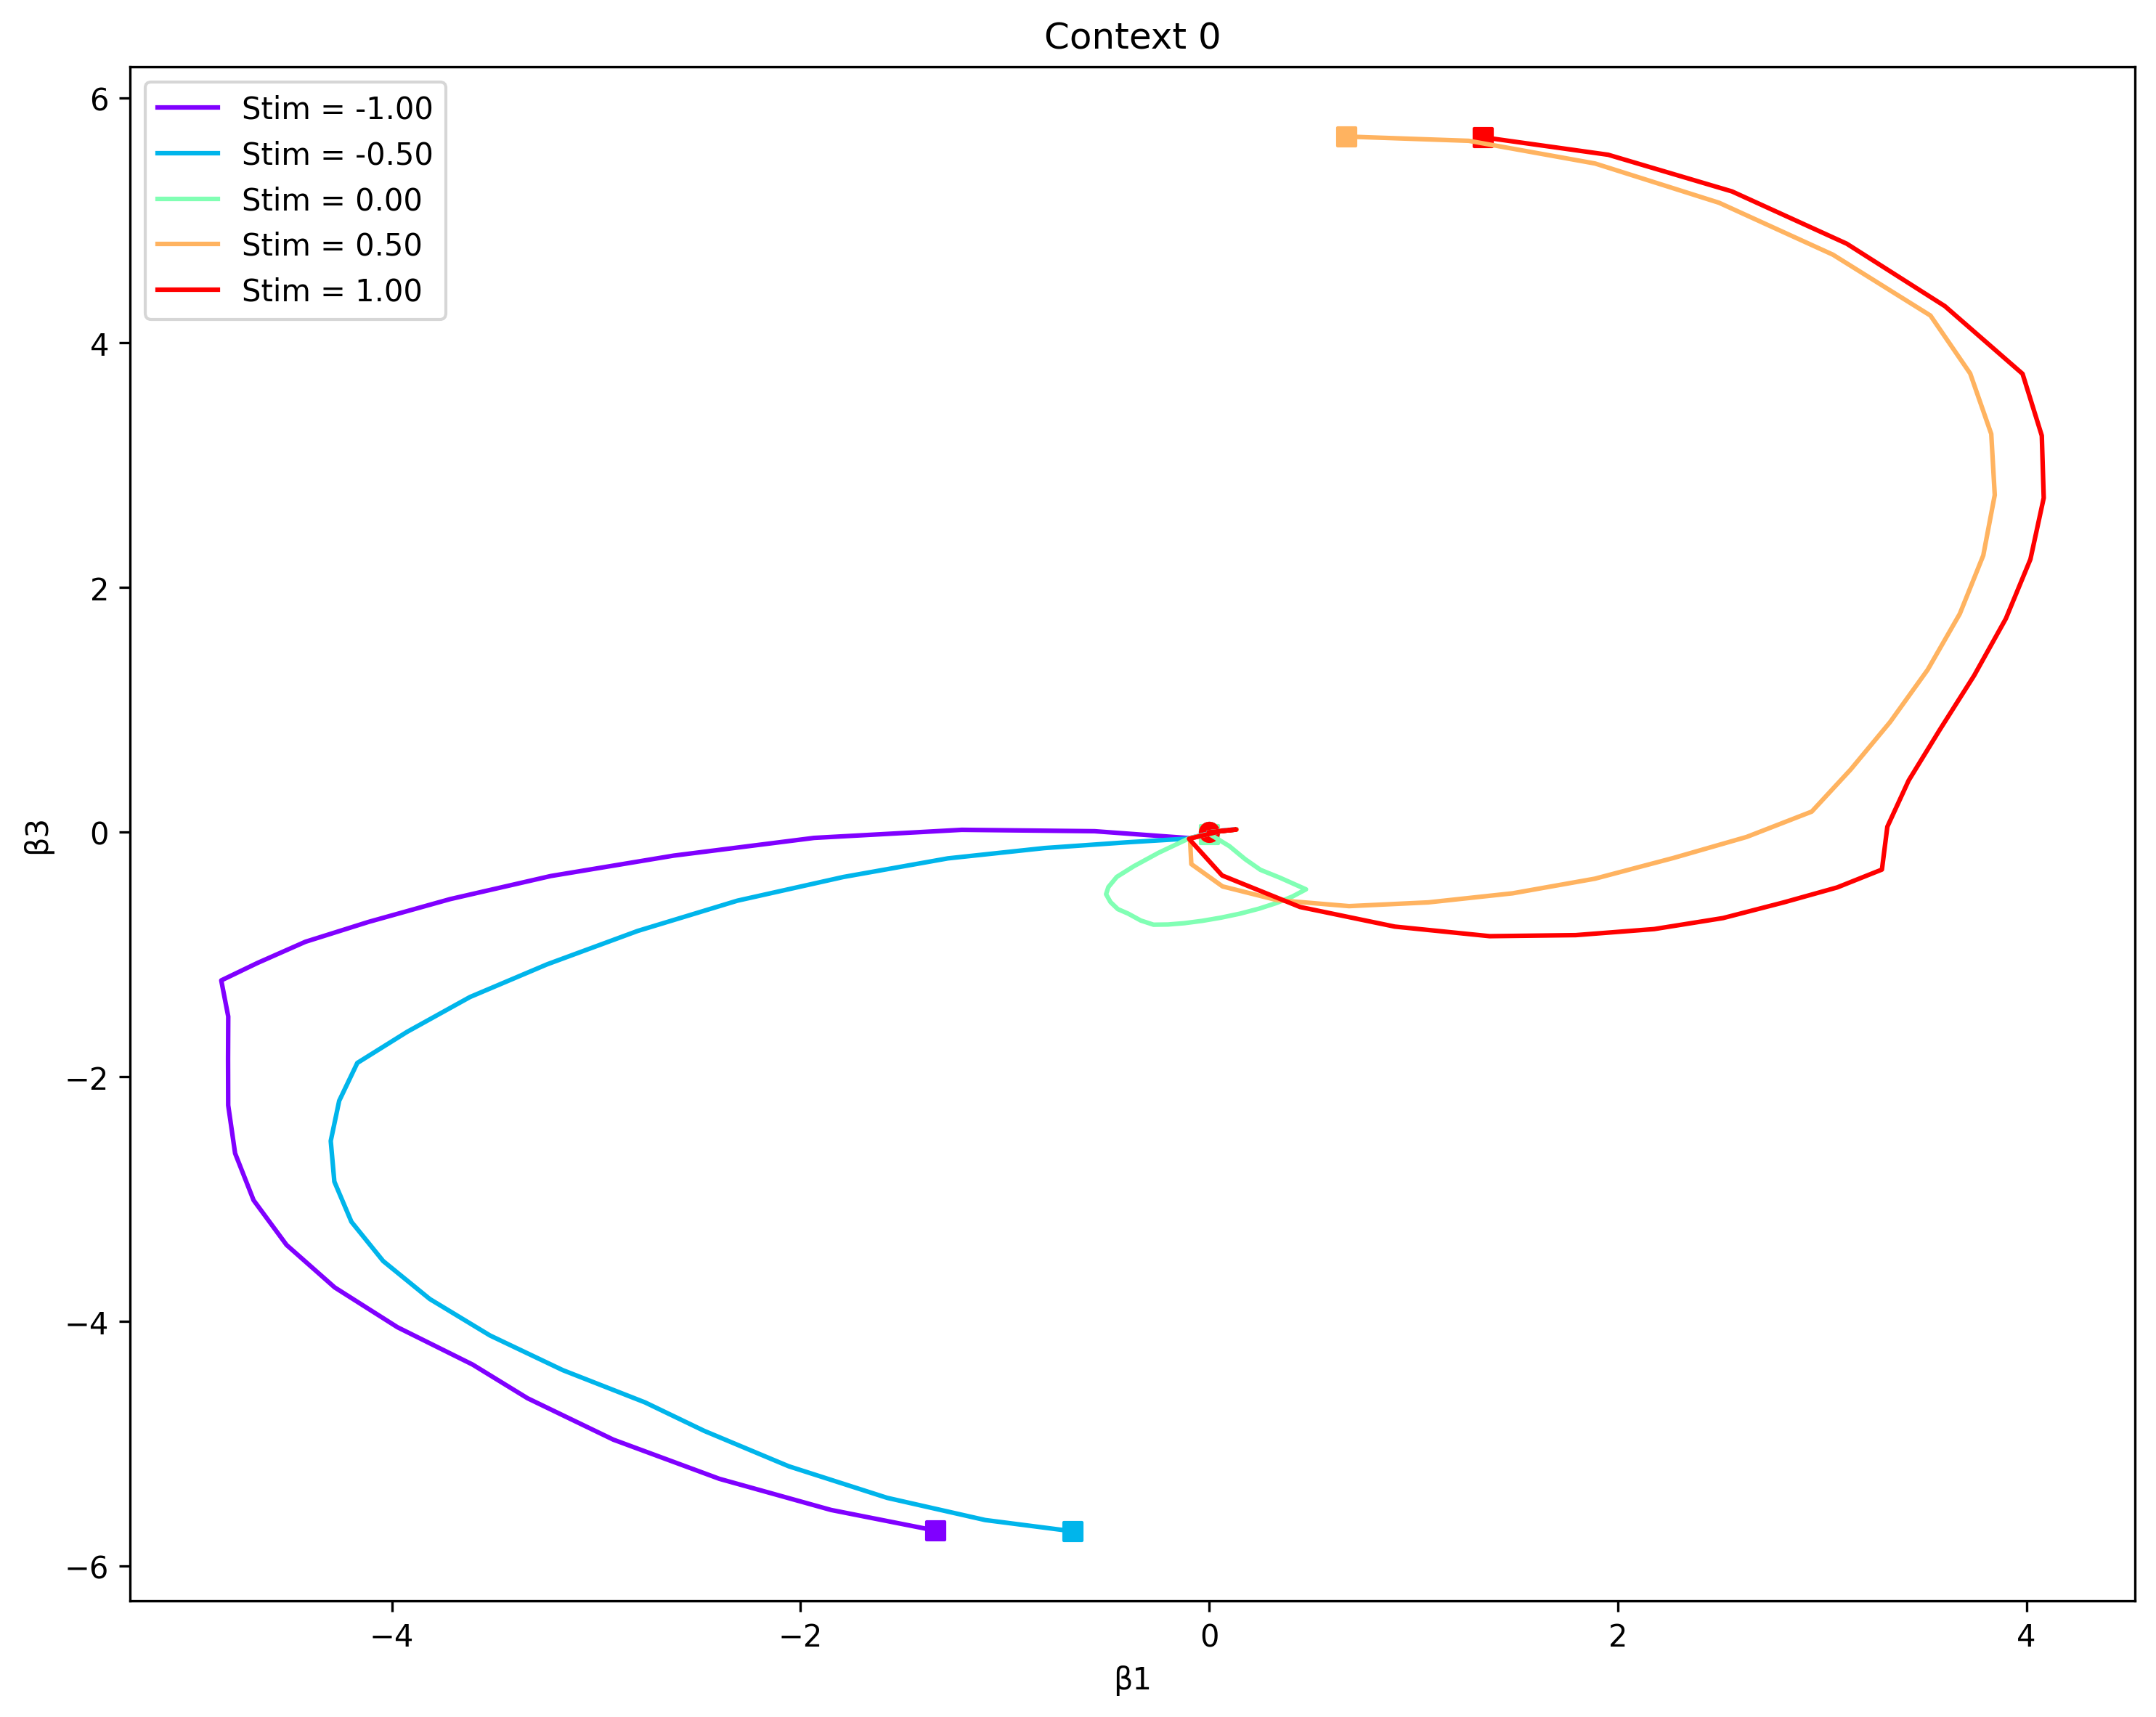 Context 0
Stim = -1.00
Stim = -0.50
Stim = 0.00
Stim = 0.50
Stim = 1.00
6
4
2
0
−2
−4
−6
β3
−4 −2 0 2 4
β1